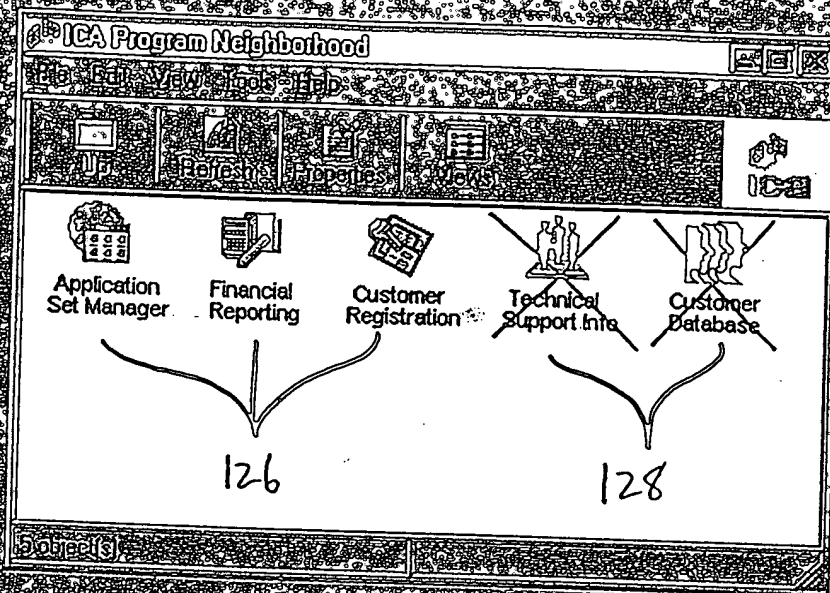 ICA Program Neighborhood
File Edit View Tools Help
Up Refresh Properties Views
ICA
Application Set Manager
Financial Reporting
Customer Registration
Technical Support Info
Customer Database
126
128
5 object(s)